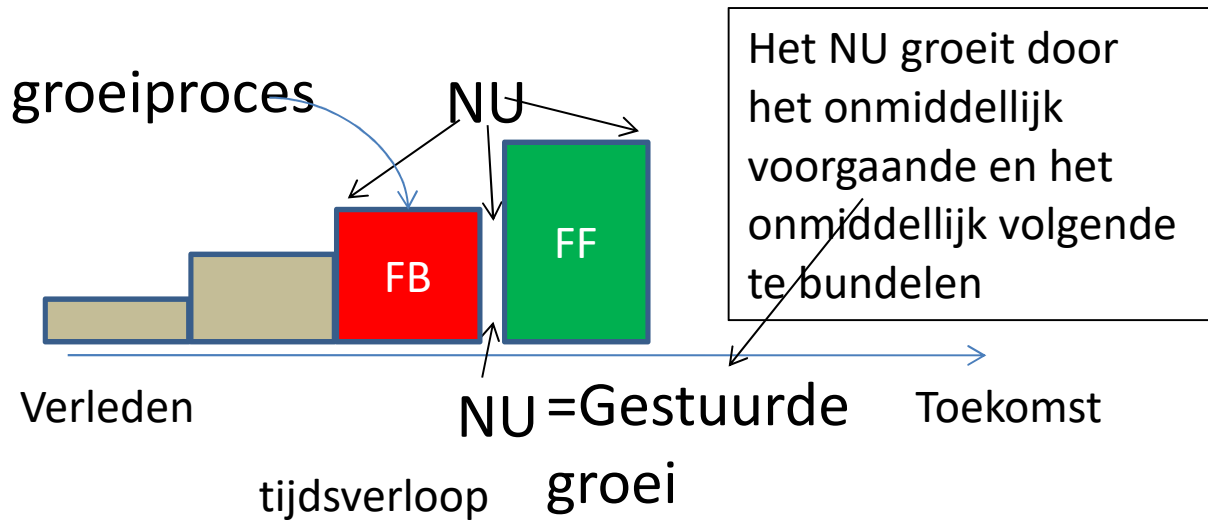 groeiproces
NU
Het NU groeit door
het onmiddellijk
voorgaande en het
onmiddellijk volgende
te bundelen
FB
FF
Verleden
NU =Gestuurde
groei
Toekomst
tijdsverloop